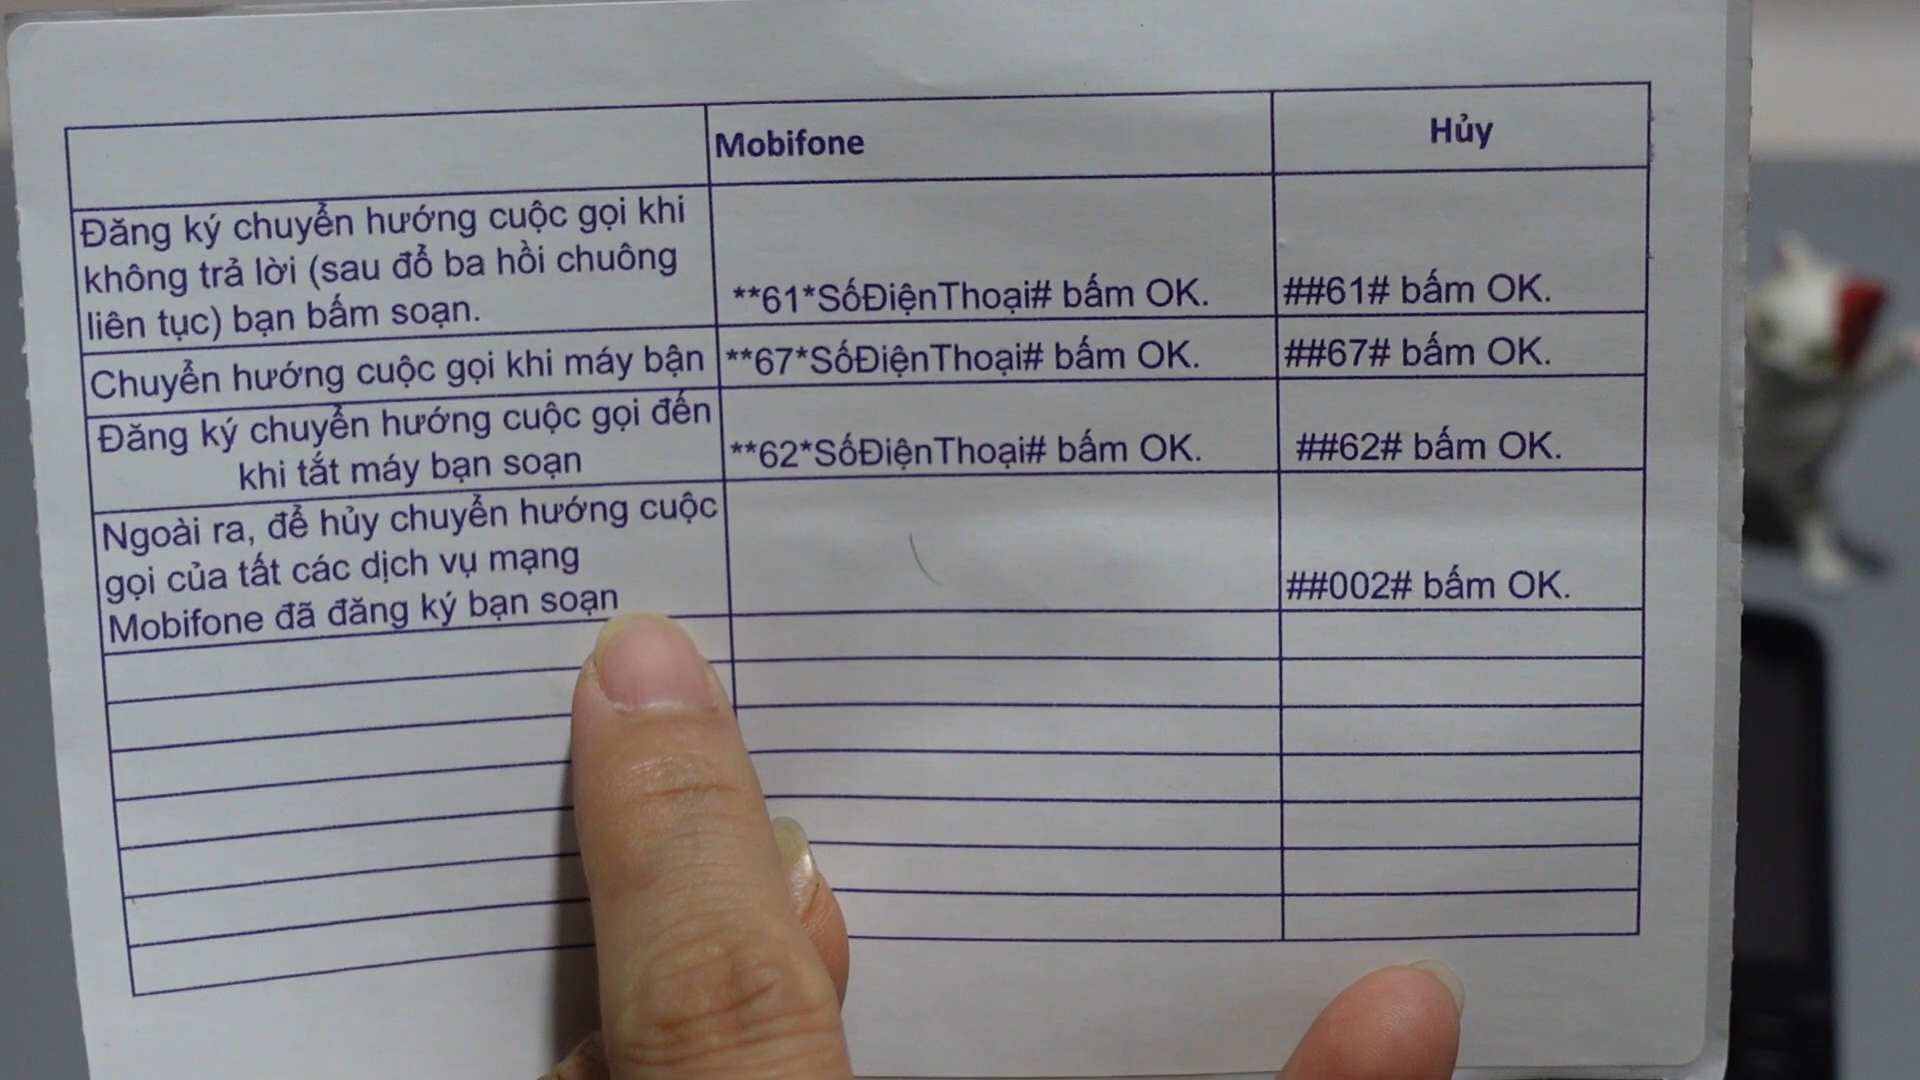 Mobifone
Hủy
Đăng ký chuyển hướng cuộc gọi khi
không trả lời (sau đổ ba hồi chuông
liên tục) bạn bấm soạn.
**61*SốĐiệnThoại# bấm OK.
##61# bấm OK.
Chuyển hướng cuộc gọi khi máy bận
**67*SốĐiệnThoại# bấm OK.
##67# bấm OK.
Đăng ký chuyển hướng cuộc gọi đến
khi tắt máy bạn soạn
**62*SốĐiệnThoại# bấm OK.
##62# bấm OK.
Ngoài ra, để hủy chuyển hướng cuộc
gọi của tất các dịch vụ mạng
Mobifone đã đăng ký bạn soạn
##002# bấm OK.